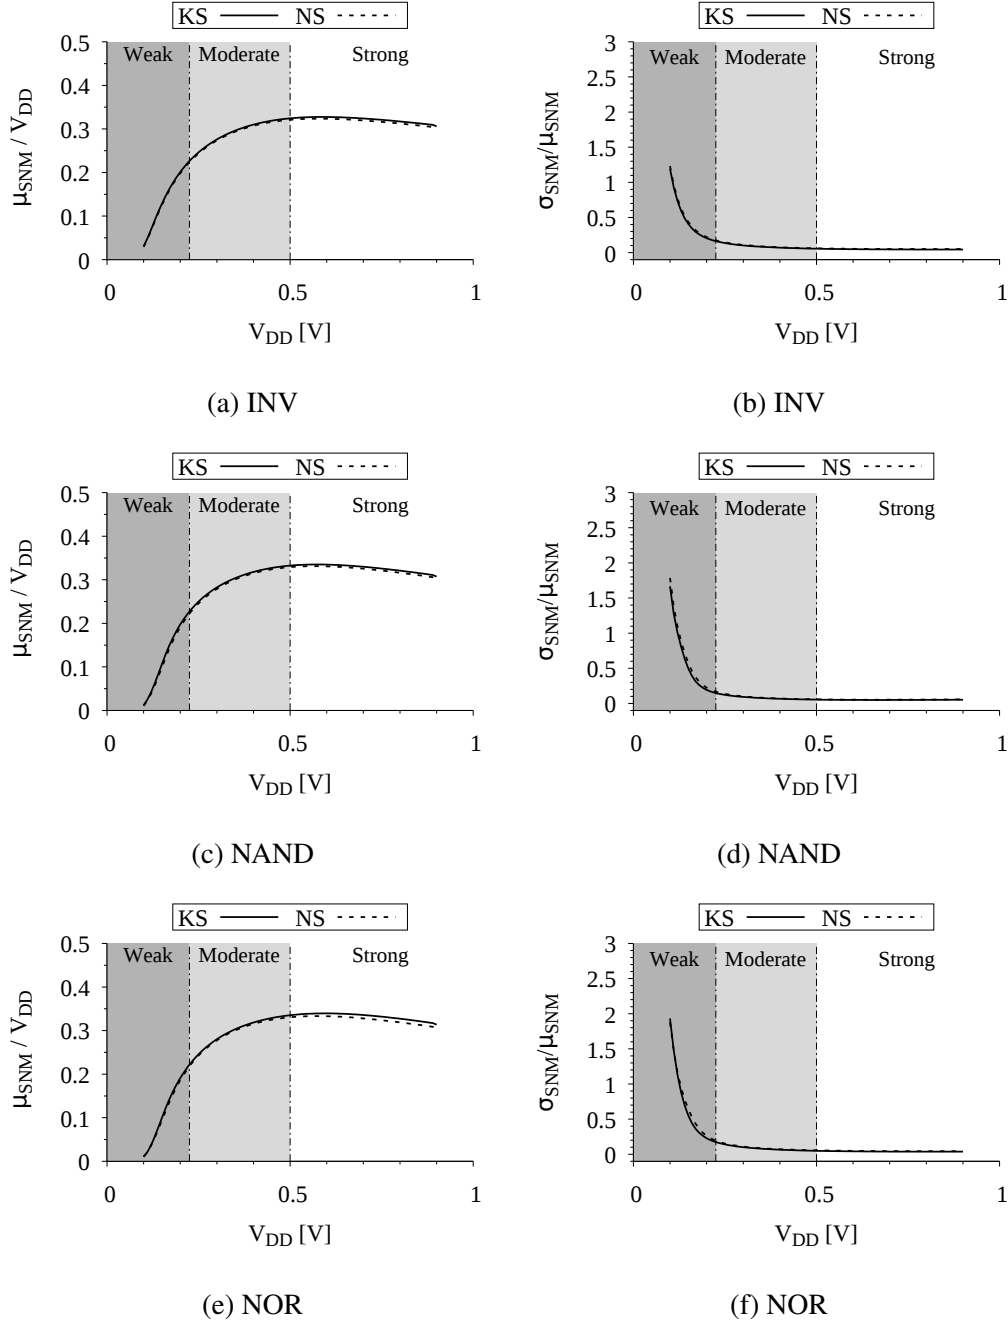 KS NS
0.5
0.4
0.3
0.2
0.1
0
Weak Moderate Strong
μSNM / VDD
0 0.5 1
VDD [V]
(a) INV
KS NS
3
2.5
2
1.5
1
0.5
0
Weak Moderate Strong
σSNM/μSNM
0 0.5 1
VDD [V]
(b) INV
KS NS
0.5
0.4
0.3
0.2
0.1
0
Weak Moderate Strong
μSNM / VDD
0 0.5 1
VDD [V]
(c) NAND
KS NS
3
2.5
2
1.5
1
0.5
0
Weak Moderate Strong
σSNM/μSNM
0 0.5 1
VDD [V]
(d) NAND
KS NS
0.5
0.4
0.3
0.2
0.1
0
Weak Moderate Strong
μSNM / VDD
0 0.5 1
VDD [V]
(e) NOR
KS NS
3
2.5
2
1.5
1
0.5
0
Weak Moderate Strong
σSNM/μSNM
0 0.5 1
VDD [V]
(f) NOR